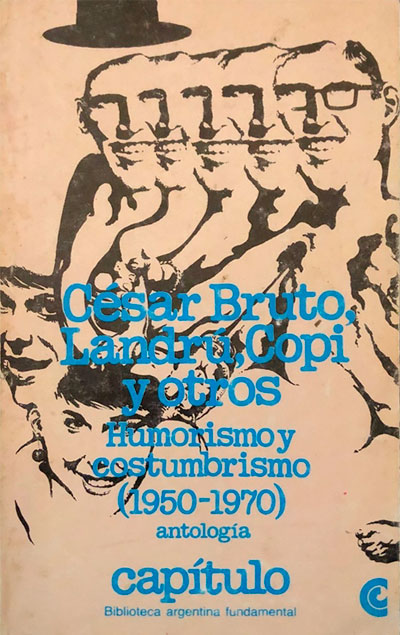 César Bruto,
Landrú, Copi
y otros
Humorismo y
costumbrismo
(1950-1970)
antología
capítulo
Biblioteca argentina fundamental